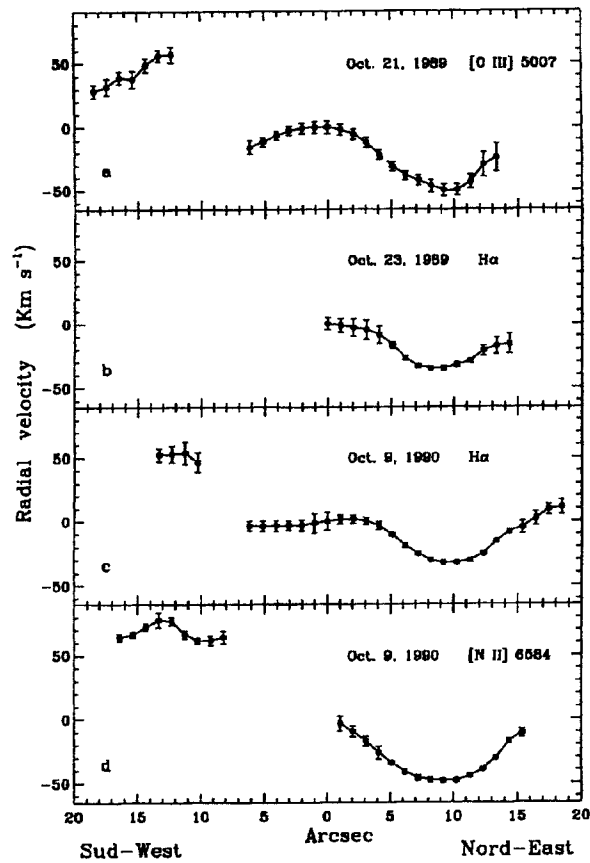 Radial velocity (Km s⁻¹)
50
0
-50
a
Oct. 21, 1989 [O III] 5007
50
0
-50
b
Oct. 23, 1989 Hα
50
0
-50
c
Oct. 9, 1990 Hα
50
0
-50
d
Oct. 9, 1990 [N II] 6584
20 15 10 5 0 5 10 15 20
Sud-West Arcsec Nord-East